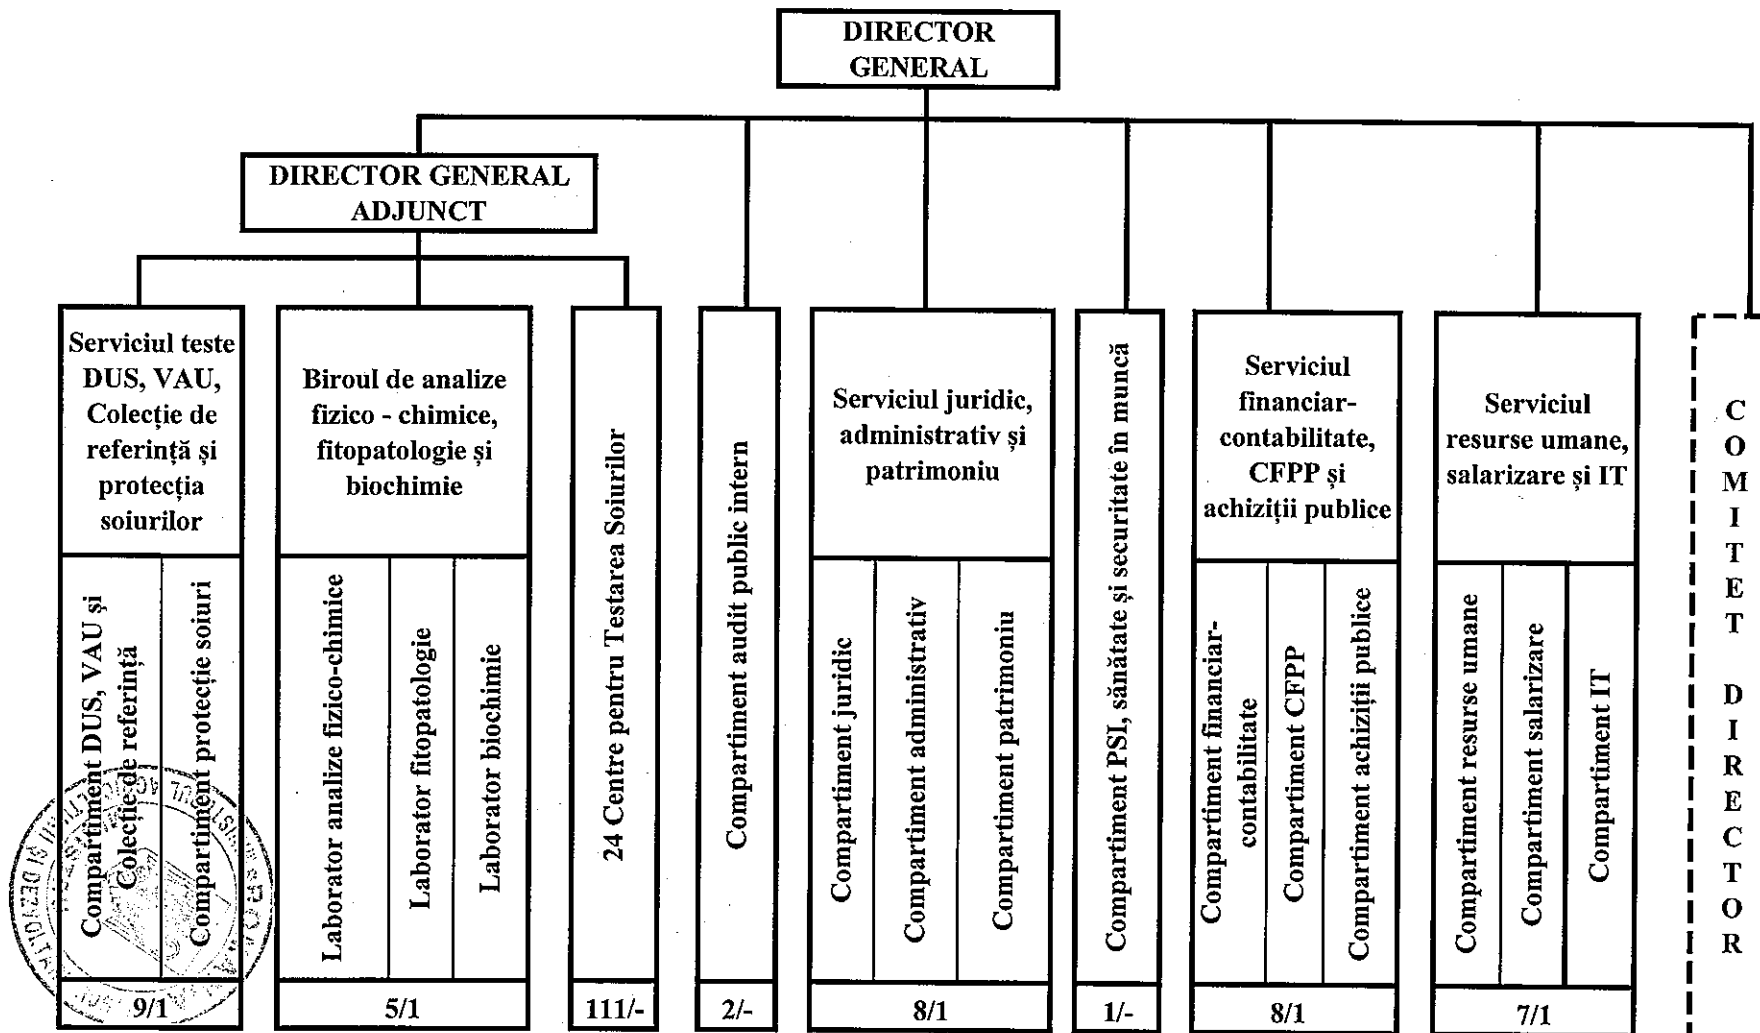 DIRECTOR
GENERAL
DIRECTOR GENERAL
ADJUNCT
Serviciul teste
DUS, VAU,
Colecție de
referință și
protecția
soiurilor
Compartiment DUS, VAU și
Colecție de referință
Compartiment protecție soiuri
9/1
Biroul de analize
fizico - chimice,
fitopatologie și
biochimie
Laborator analize fizico-chimice
Laborator fitopatologie
Laborator biochimie
5/1
24 Centre pentru Testarea Soiurilor
111/-
Compartiment audit public intern
2/-
Serviciul juridic,
administrativ și
patrimoniu
Compartiment juridic
Compartiment administrativ
Compartiment patrimoniu
8/1
Compartiment PSI, sănătate și securitate în muncă
1/-
Serviciul
financiar-
contabilitate,
CFPP și
achiziții publice
Compartiment financiar-
contabilitate
Compartiment CFPP
Compartiment achiziții publice
8/1
Serviciul
resurse umane,
salarizare și IT
Compartiment resurse umane
Compartiment salarizare
Compartiment IT
7/1
COMITET DIRECTOR